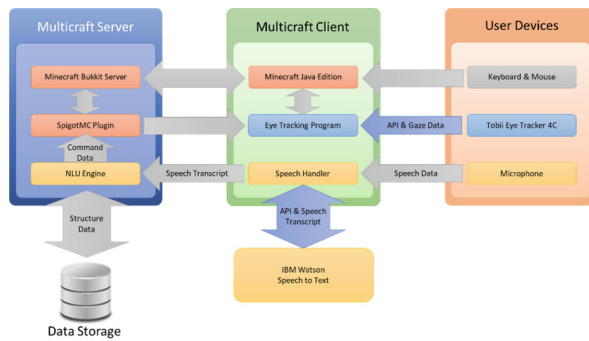 Multicraft Server
Multicraft Client
User Devices
Minecraft Bukkit Server
Minecraft Java Edition
Keyboard & Mouse
SpigotMC Plugin
Eye Tracking Program
API & Gaze Data
Tobii Eye Tracker 4C
Command
Data
NLU Engine
Speech Transcript
Speech Handler
Speech Data
Microphone
Structure
Data
API & Speech
Transcript
IBM Watson
Speech to Text
Data Storage